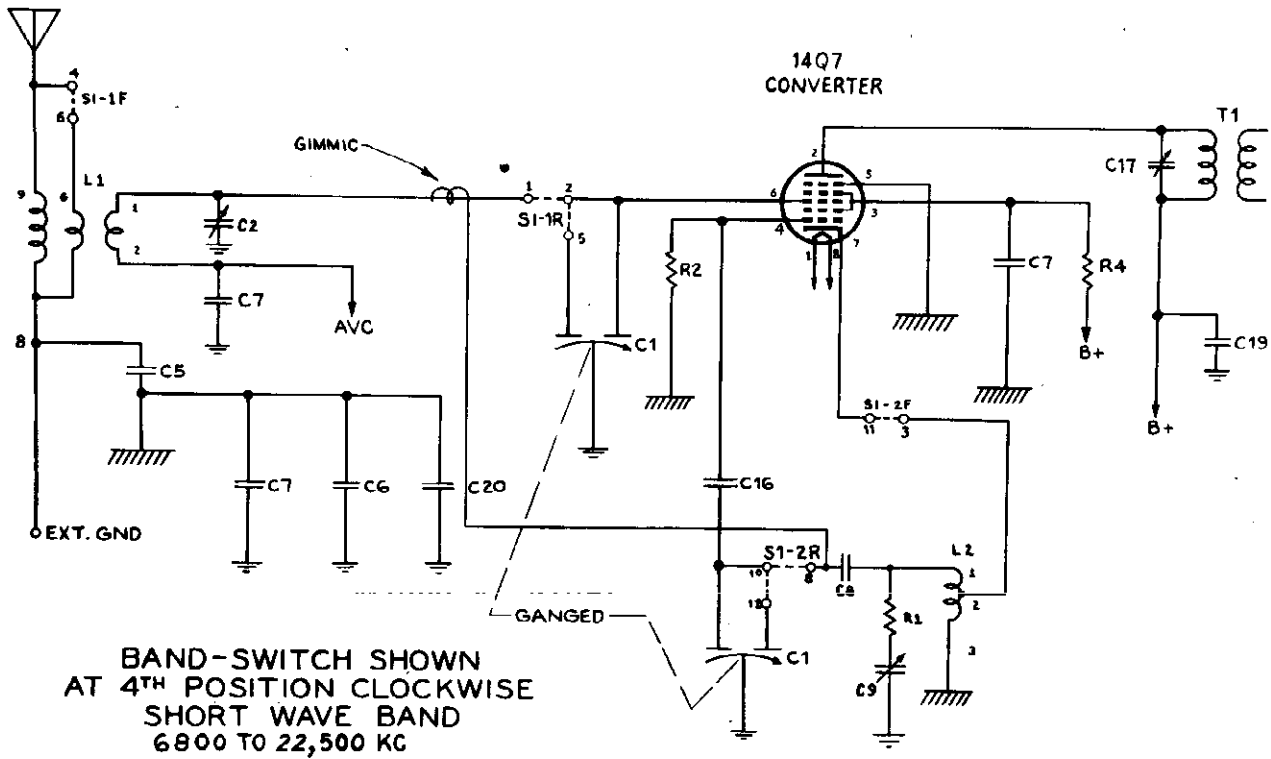 14Q7
CONVERTER
4
S1-1F
6
T1
GIMMIC
L1
C17
2
5
9
6
1
1
2
6
3
C2
S1-1R
4
7
5
R2
1
8
C7
R4
2
C7
AVC
C1
8
B+
C19
C5
S1-2F
11
3
B+
C7
C6
C20
C16
EXT. GND
S1-2R
L2
10
8
1
C8
12
2
GANGED
R1
C1
3
C9
BAND-SWITCH SHOWN
AT 4TH POSITION CLOCKWISE
SHORT WAVE BAND
6800 TO 22,500 KC